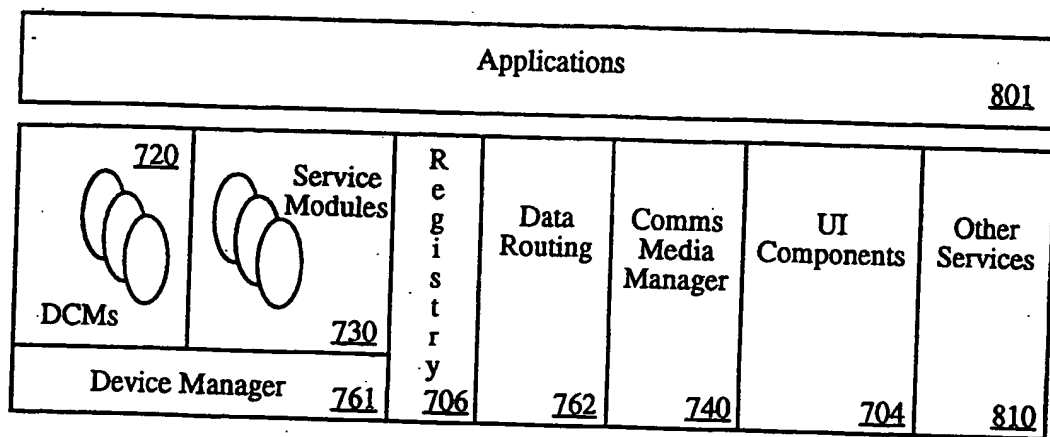 Applications
801
720
DCMs
Service
Modules
730
Device Manager
761
Registry
706
Data
Routing
762
Comms
Media
Manager
740
UI
Components
704
Other
Services
810